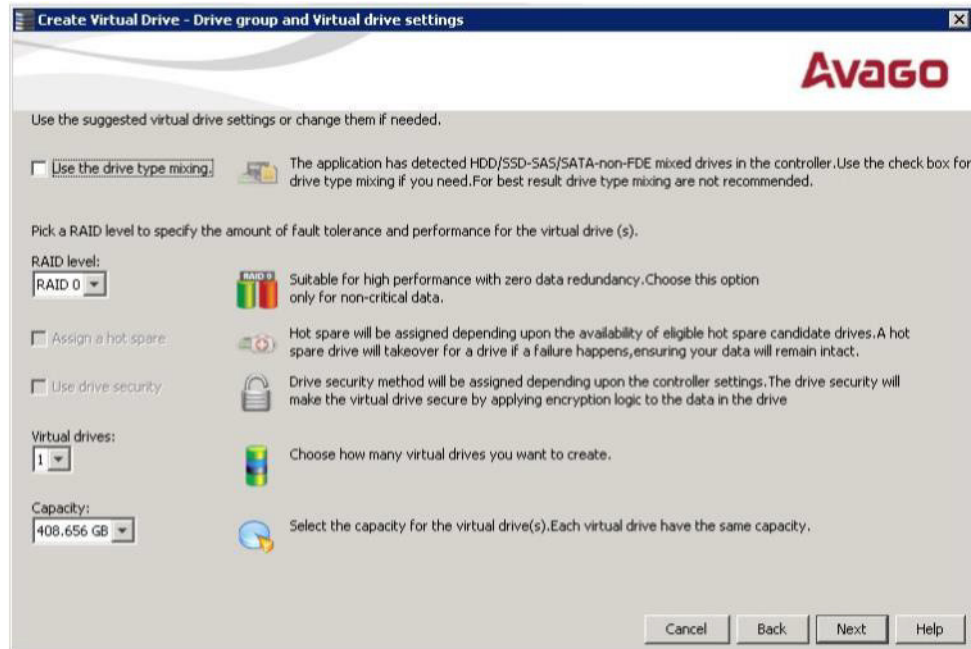 Create Virtual Drive - Drive group and Virtual drive settings
AVAGO
Use the suggested virtual drive settings or change them if needed.
Use the drive type mixing.
The application has detected HDD/SSD-SAS/SATA-non-FDE mixed drives in the controller.Use the check box for
drive type mixing if you need.For best result drive type mixing are not recommended.
Pick a RAID level to specify the amount of fault tolerance and performance for the virtual drive (s).
RAID level:
RAID 0
RAID 0
Suitable for high performance with zero data redundancy.Choose this option
only for non-critical data.
Assign a hot spare
Hot spare will be assigned depending upon the availability of eligible hot spare candidate drives.A hot
spare drive will takeover for a drive if a failure happens,ensuring your data will remain intact.
Use drive security
Drive security method will be assigned depending upon the controller settings.The drive security will
make the virtual drive secure by applying encryption logic to the data in the drive
Virtual drives:
1
Choose how many virtual drives you want to create.
Capacity:
408.656 GB
Select the capacity for the virtual drive(s).Each virtual drive have the same capacity.
Cancel
Back
Next
Help